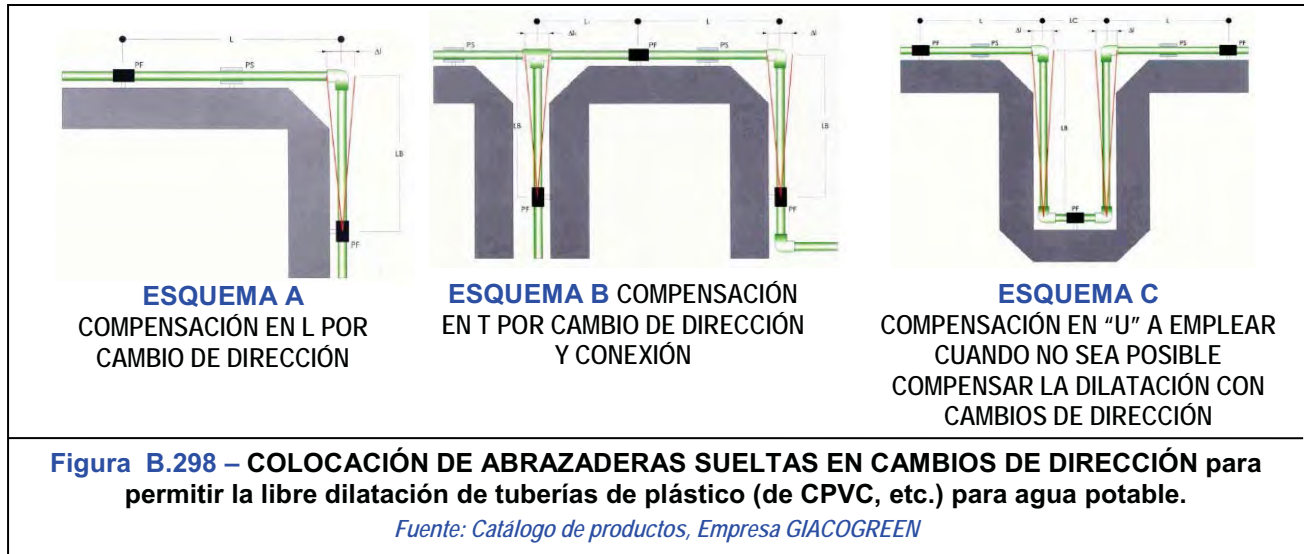 L
Δl
PF
PS
LB
PF
L₁
L
Δl₁
Δl
PS
PF
LB
LB
PF
PF
L
LC
L
Δl
Δl
PF
PS
PS
PF
LB
PF
ESQUEMA A
COMPENSACIÓN EN L POR
CAMBIO DE DIRECCIÓN
ESQUEMA B COMPENSACIÓN
EN T POR CAMBIO DE DIRECCIÓN
Y CONEXIÓN
ESQUEMA C
COMPENSACIÓN EN “U” A EMPLEAR
CUANDO NO SEA POSIBLE
COMPENSAR LA DILATACIÓN CON
CAMBIOS DE DIRECCIÓN
Figura B.298 – COLOCACIÓN DE ABRAZADERAS SUELTAS EN CAMBIOS DE DIRECCIÓN para
permitir la libre dilatación de tuberías de plástico (de CPVC, etc.) para agua potable.
Fuente: Catálogo de productos, Empresa GIACOGREEN